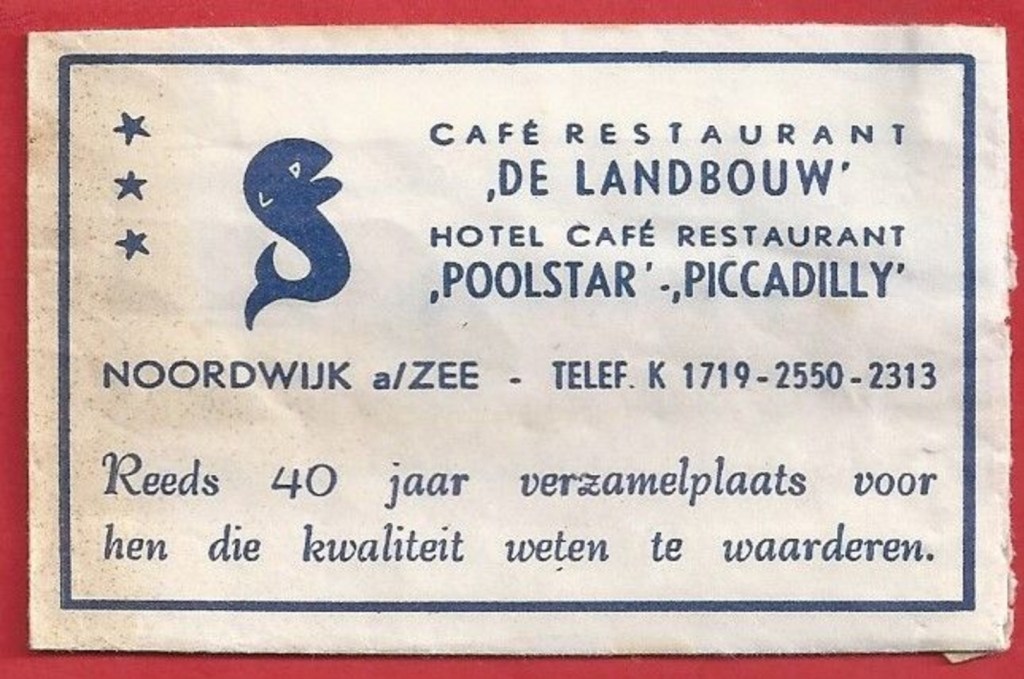 CAFÉ RESTAURANT
‚DE LANDBOUW’
HOTEL CAFÉ RESTAURANT
‚POOLSTAR’ -‚PICCADILLY’
NOORDWIJK a/ZEE - TELEF. K 1719-2550-2313
Reeds 40 jaar verzamelplaats voor
hen die kwaliteit weten te waarderen.